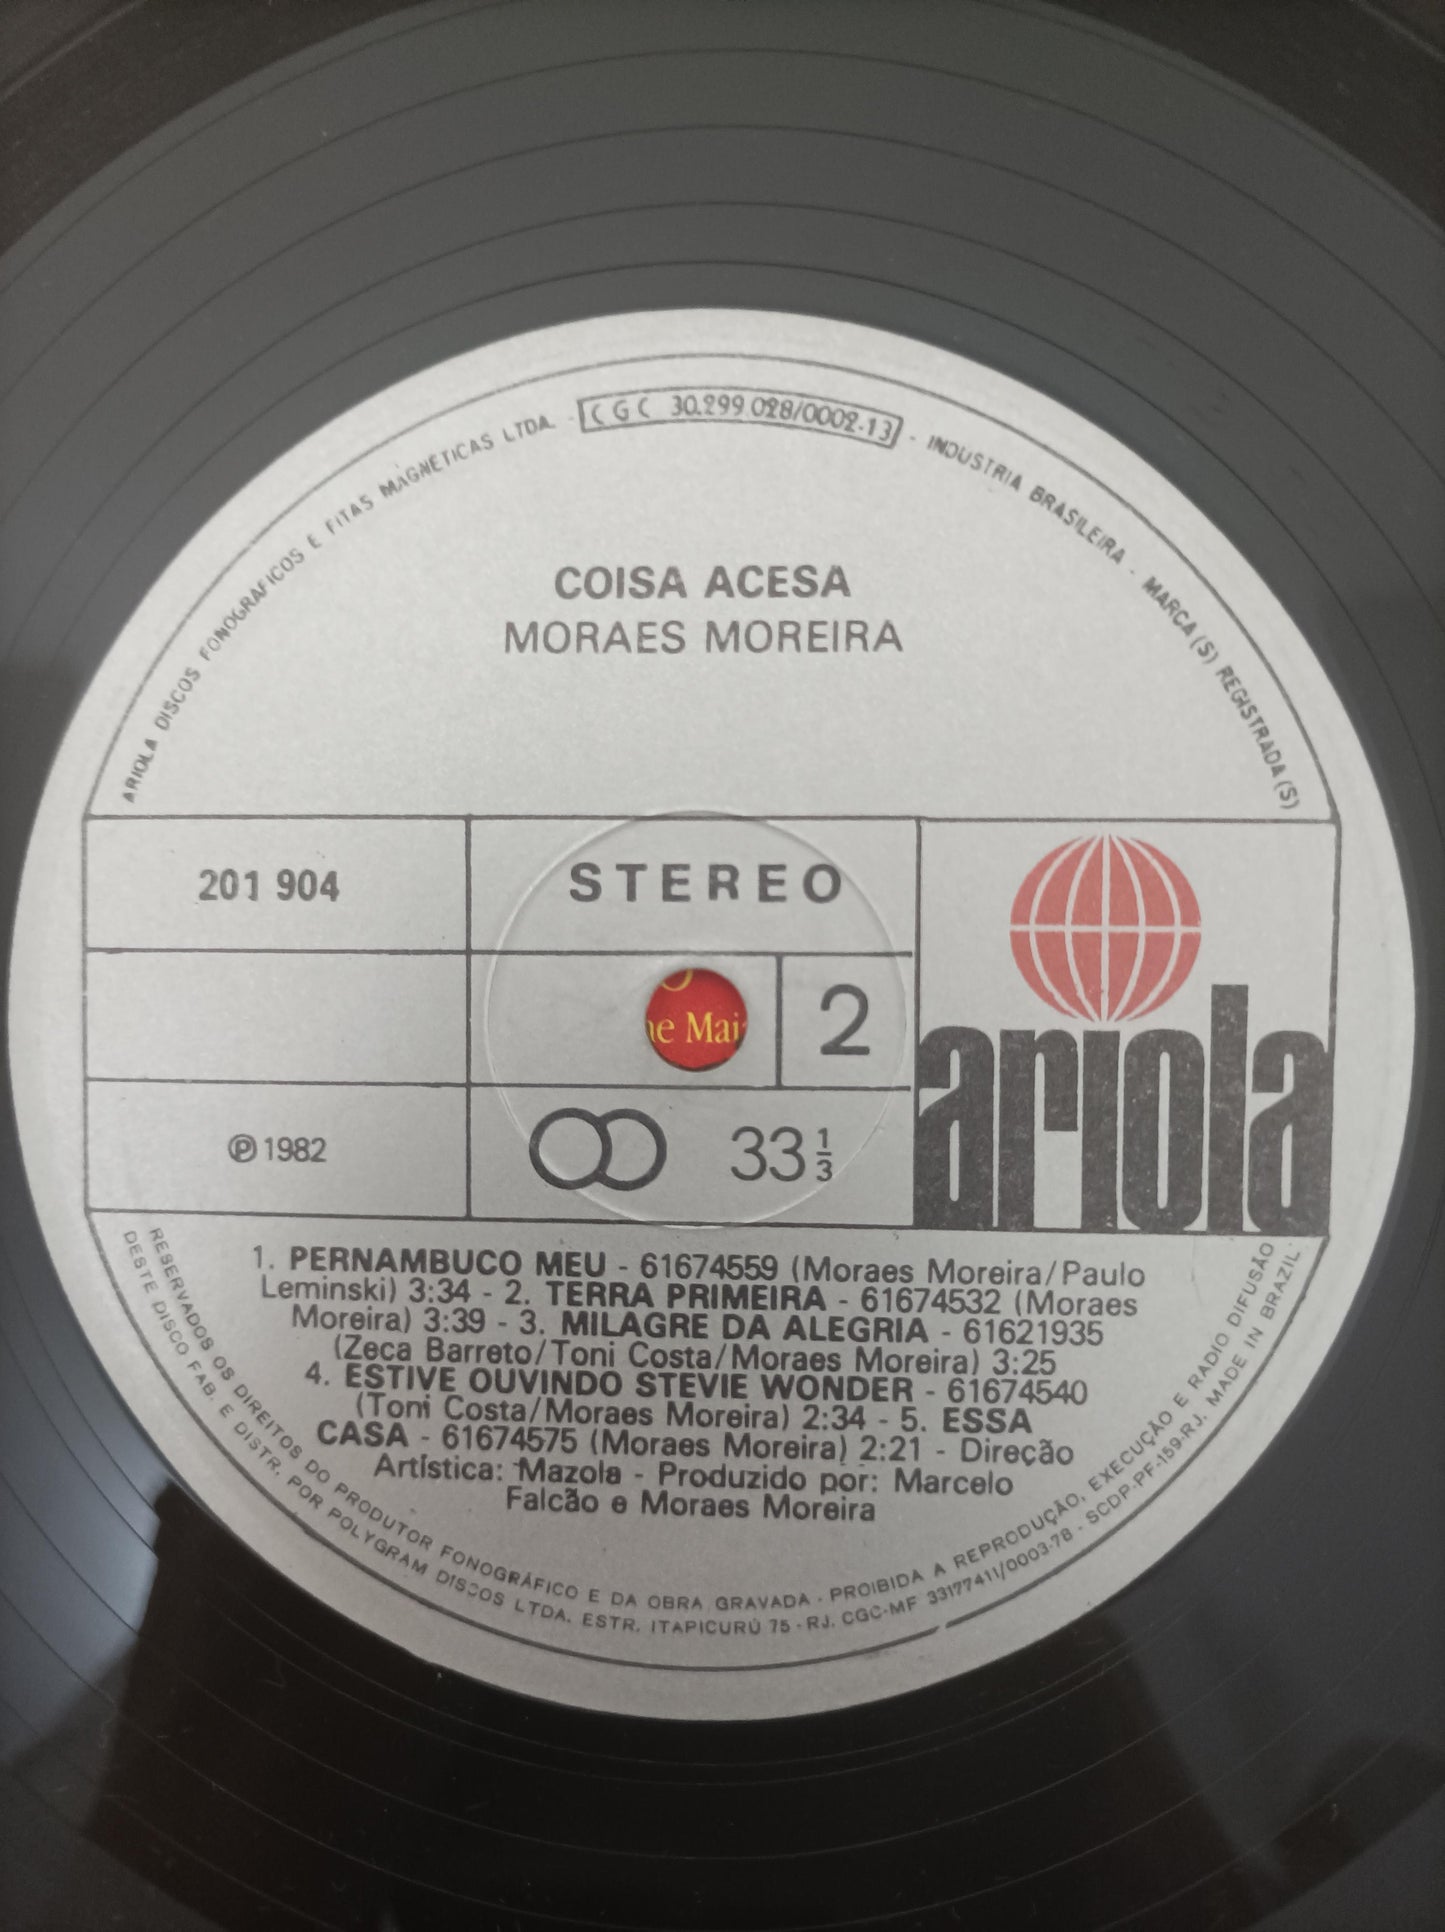 ARIOLA DISCOS FONOGRÁFICOS E FITAS MAGNÉTICAS LTDA. - CGC 30.299.028/0002-13 - INDUSTRIA BRASILEIRA - MARCA(S) REGISTRADA(S)
COISA ACESA
MORAES MOREIRA
201 904
STEREO
2
ne Mai
℗ 1982
33 1/3
ariola
1. PERNAMBUCO MEU - 61674559 (Moraes Moreira/Paulo
Leminski) 3:34 - 2. TERRA PRIMEIRA - 61674532 (Moraes
Moreira) 3:39 - 3. MILAGRE DA ALEGRIA - 61621935
(Zeca Barreto/Toni Costa/Moraes Moreira) 3:25
4. ESTIVE OUVINDO STEVIE WONDER - 61674540
(Toni Costa/Moraes Moreira) 2:34 - 5. ESSA
CASA - 61674575 (Moraes Moreira) 2:21 - Direção
Artística: Mazola - Produzido por: Marcelo
Falcão e Moraes Moreira
RESERVADOS OS DIREITOS DO PRODUTOR FONOGRÁFICO E DA OBRA GRAVADA - PROIBIDA A REPRODUÇÃO, EXECUÇÃO E RADIO DIFUSÃO
DESTE DISCO FAB. E DISTR. POR POLYGRAM DISCOS LTDA. ESTR. ITAPICURÚ 75 - RJ. CGC-MF 33177411/0003-78 - SCDP-PF-159-RJ. MADE IN BRAZIL.